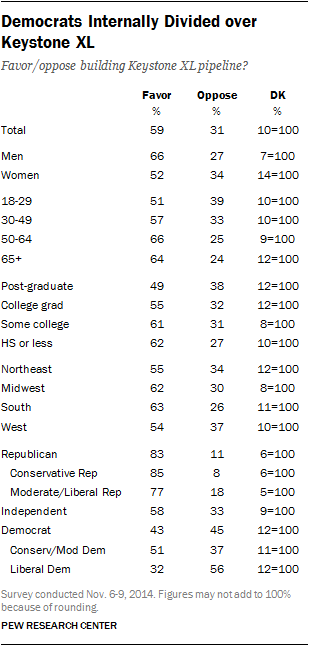 Democrats Internally Divided over
Keystone XL
Favor/oppose building Keystone XL pipeline?
Favor Oppose DK
% % %
Total 59 31 10=100
Men 66 27 7=100
Women 52 34 14=100
18-29 51 39 10=100
30-49 57 33 10=100
50-64 66 25 9=100
65+ 64 24 12=100
Post-graduate 49 38 12=100
College grad 55 32 12=100
Some college 61 31 8=100
HS or less 62 27 10=100
Northeast 55 34 12=100
Midwest 62 30 8=100
South 63 26 11=100
West 54 37 10=100
Republican 83 11 6=100
Conservative Rep 85 8 6=100
Moderate/Liberal Rep 77 18 5=100
Independent 58 33 9=100
Democrat 43 45 12=100
Conserv/Mod Dem 51 37 11=100
Liberal Dem 32 56 12=100
Survey conducted Nov. 6-9, 2014. Figures may not add to 100%
because of rounding.
PEW RESEARCH CENTER